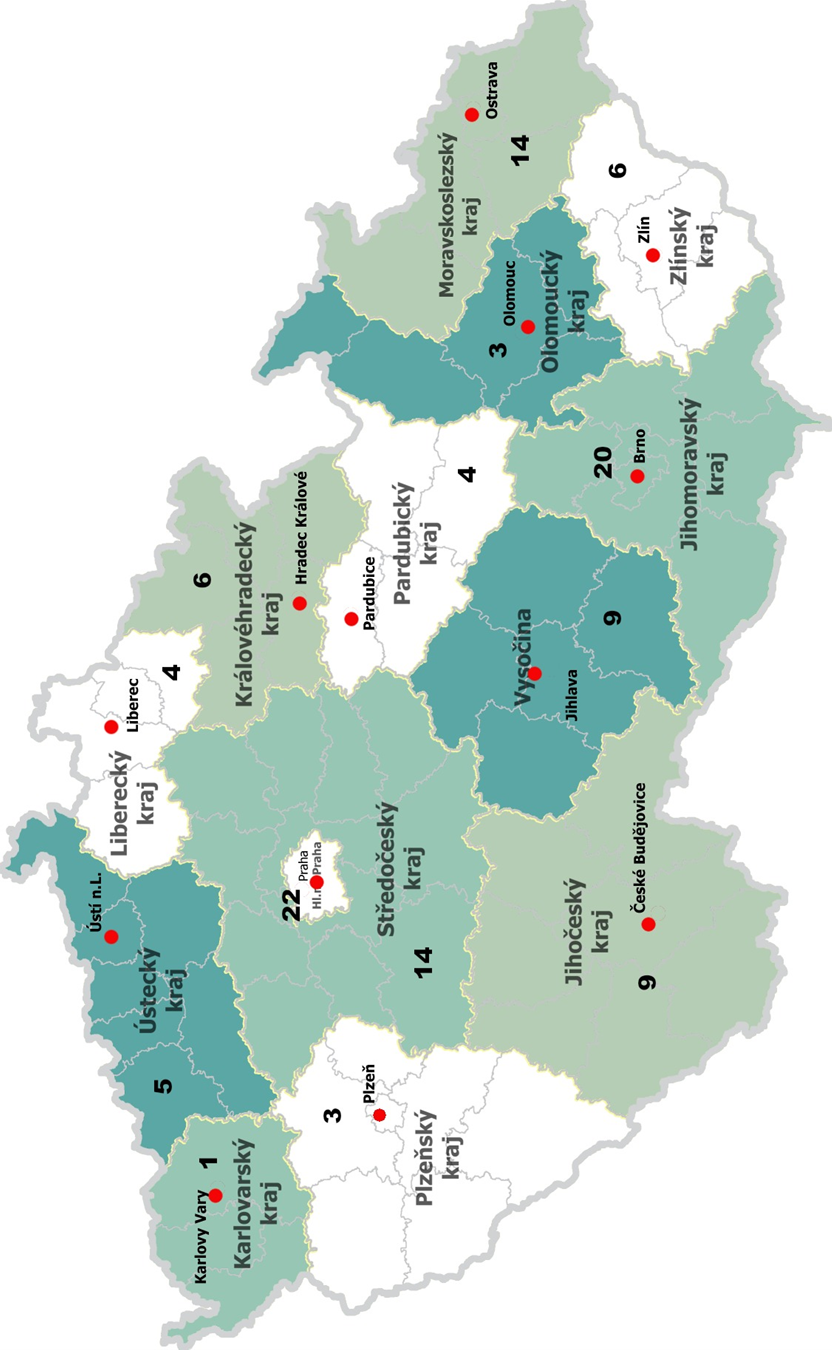 Karlovy Vary
1
Karlovarský
kraj
5
Ústecký
kraj
Ústí n.L.
Liberecký
kraj
Liberec
4
6
Královéhradecký
kraj
Hradec Králové
3
Plzeň
Plzeňský
kraj
22
Praha
Hl.m.Praha
Středočeský
kraj
14
Pardubice
Pardubický
kraj
4
Jihočeský
kraj
9
České Budějovice
Vysočina
Jihlava
9
20
Brno
Jihomoravský
kraj
3
Olomouc
Olomoucký
kraj
Moravskoslezský
kraj
Ostrava
14
Zlín
Zlínský
kraj
6